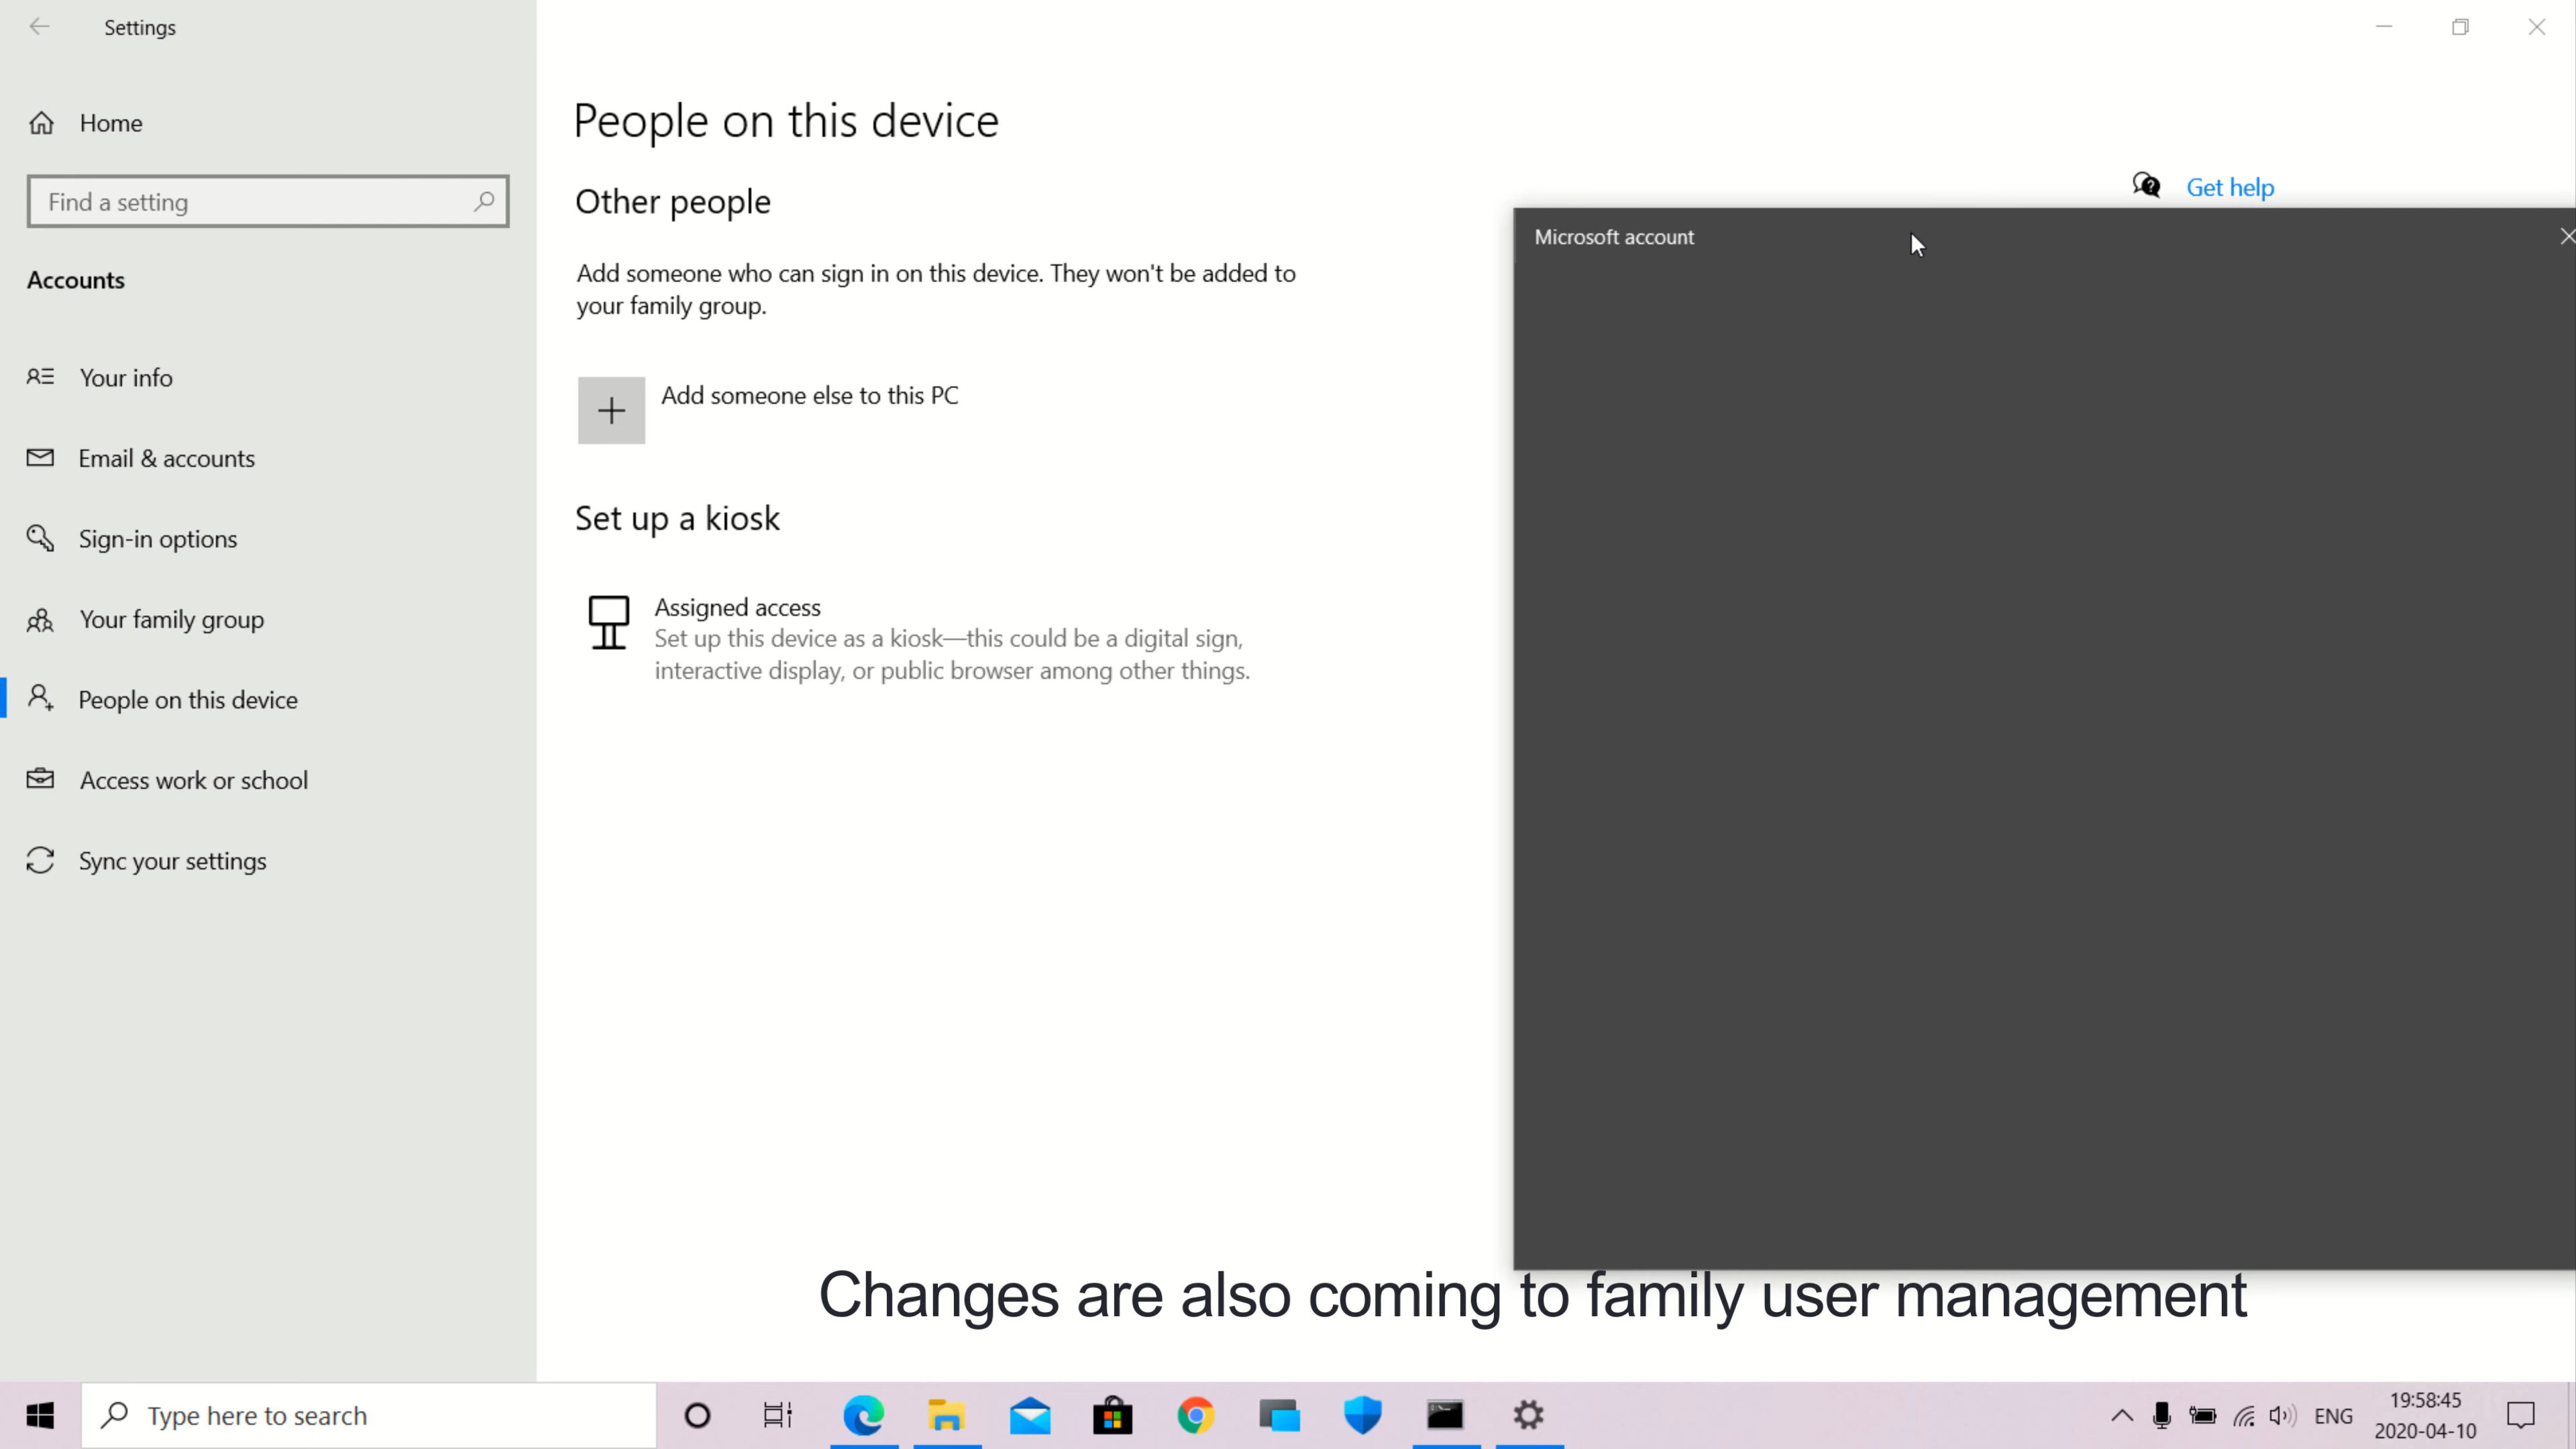 Settings
Home
Find a setting
Accounts
Your info
Email & accounts
Sign-in options
Your family group
People on this device
Access work or school
Sync your settings
People on this device
Other people
Add someone who can sign in on this device. They won't be added to
your family group.
Add someone else to this PC
Set up a kiosk
Assigned access
Set up this device as a kiosk—this could be a digital sign,
interactive display, or public browser among other things.
Get help
Microsoft account
Changes are also coming to family user management
Type here to search
ENG
19:58:45
2020-04-10